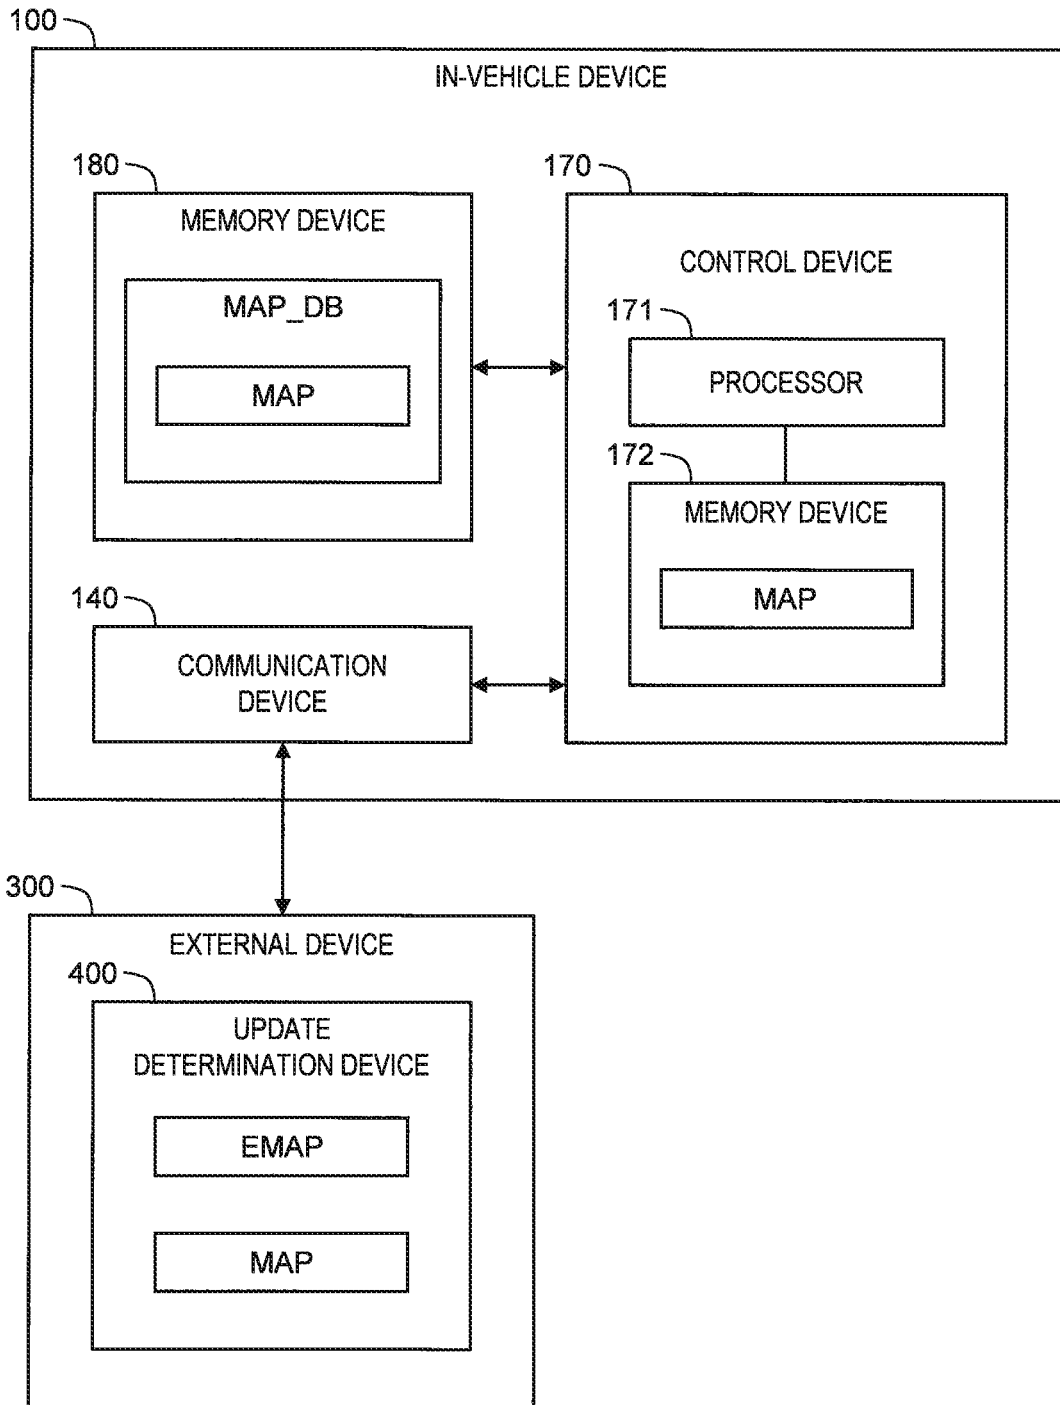 100
IN-VEHICLE DEVICE
180
MEMORY DEVICE
MAP_DB
MAP
170
CONTROL DEVICE
171
PROCESSOR
172
MEMORY DEVICE
MAP
140
COMMUNICATION
DEVICE
300
EXTERNAL DEVICE
400
UPDATE
DETERMINATION DEVICE
EMAP
MAP